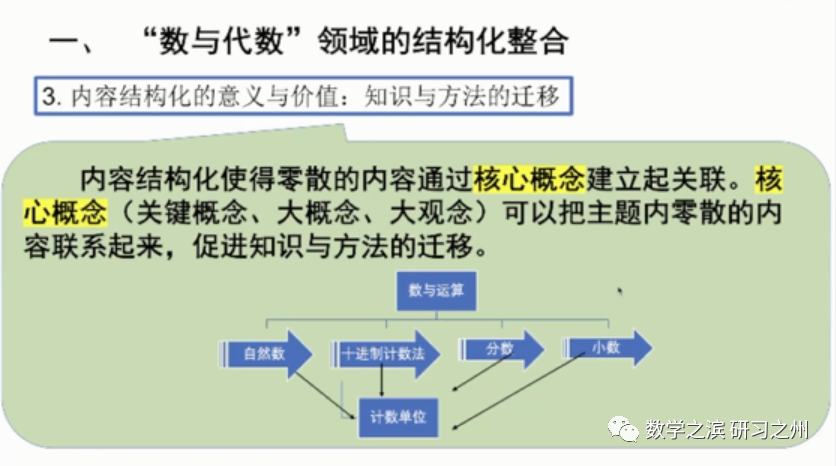 一、 “数与代数”领域的结构化整合
3. 内容结构化的意义与价值：知识与方法的迁移
内容结构化使得零散的内容通过核心概念建立起关联。核
心概念（关键概念、大概念、大观念）可以把主题内零散的内
容联系起来，促进知识与方法的迁移。
数与运算
自然数
十进制计数法
分数
小数
计数单位
数学之滨 研习之州